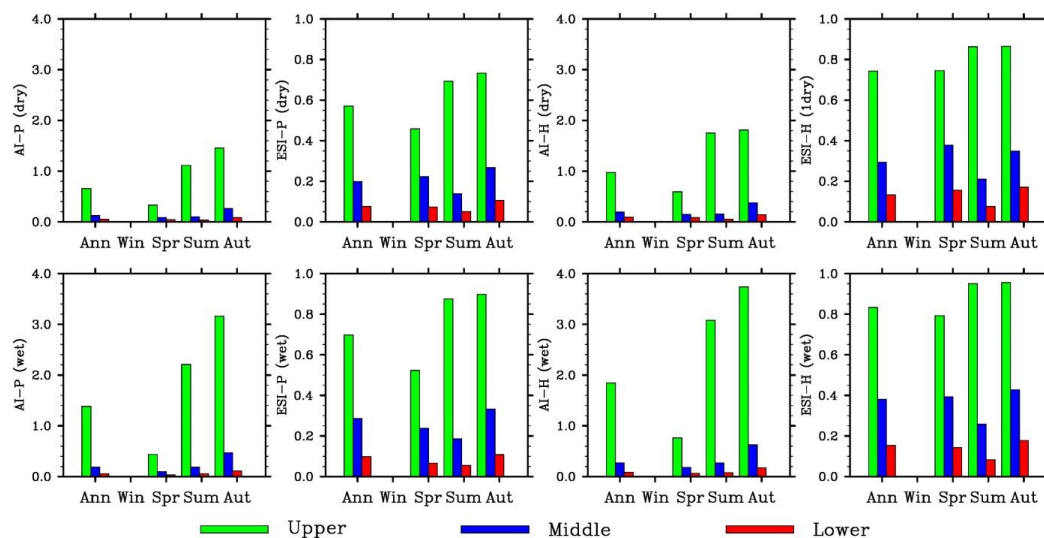 AI-P (dry)
4.0
3.0
2.0
1.0
0.0
Ann Win Spr Sum Aut
ESI-P (dry)
1.0
0.8
0.6
0.4
0.2
0.0
Ann Win Spr Sum Aut
AI-H (dry)
4.0
3.0
2.0
1.0
0.0
Ann Win Spr Sum Aut
ESI-H (1dry)
1.0
0.8
0.6
0.4
0.2
0.0
Ann Win Spr Sum Aut
AI-P (wet)
4.0
3.0
2.0
1.0
0.0
Ann Win Spr Sum Aut
ESI-P (wet)
1.0
0.8
0.6
0.4
0.2
0.0
Ann Win Spr Sum Aut
AI-H (wet)
4.0
3.0
2.0
1.0
0.0
Ann Win Spr Sum Aut
ESI-H (wet)
1.0
0.8
0.6
0.4
0.2
0.0
Ann Win Spr Sum Aut
Upper Middle Lower